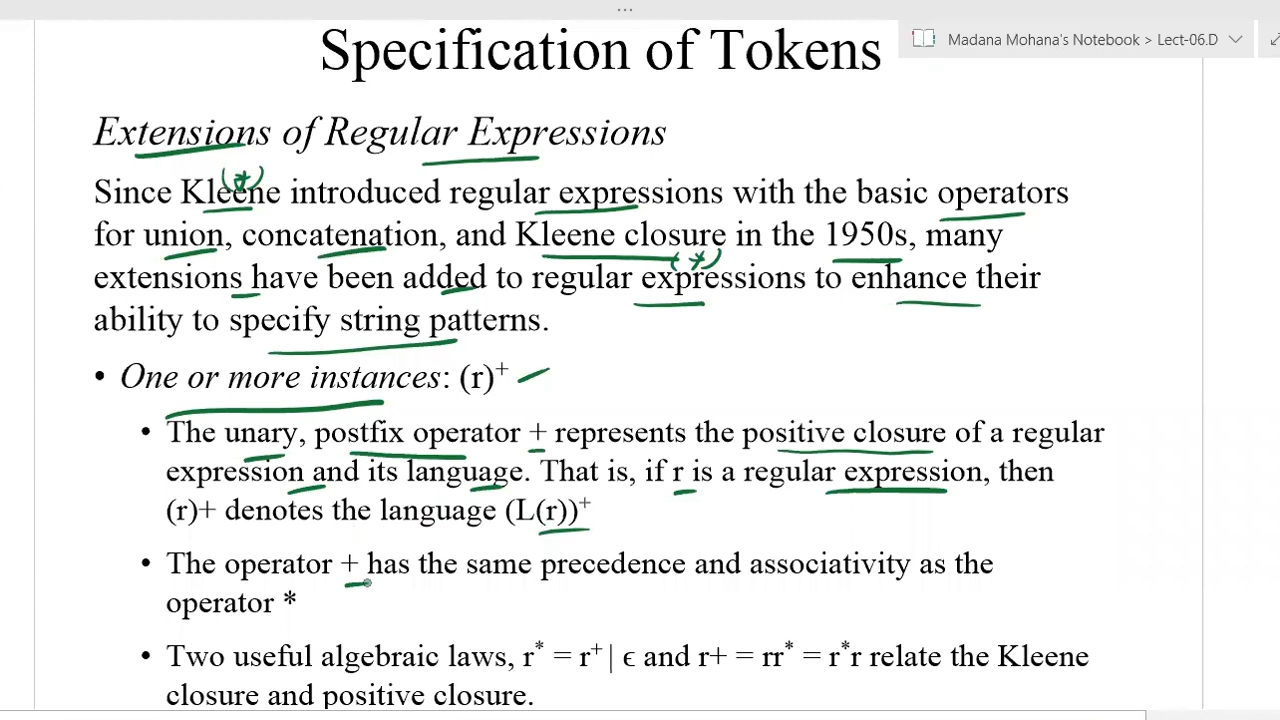 ...
Specification of Tokens
Madana Mohana's Notebook > Lect-06.D
Extensions of Regular Expressions
(*)
Since Kleene introduced regular expressions with the basic operators
for union, concatenation, and Kleene closure in the 1950s, many
(*)
extensions have been added to regular expressions to enhance their
ability to specify string patterns.
• One or more instances: (r)⁺
• The unary, postfix operator + represents the positive closure of a regular
expression and its language. That is, if r is a regular expression, then
(r)+ denotes the language (L(r))⁺
• The operator + has the same precedence and associativity as the
operator *
• Two useful algebraic laws, r* = r⁺ | ϵ and r+ = rr* = r*r relate the Kleene
closure and positive closure.